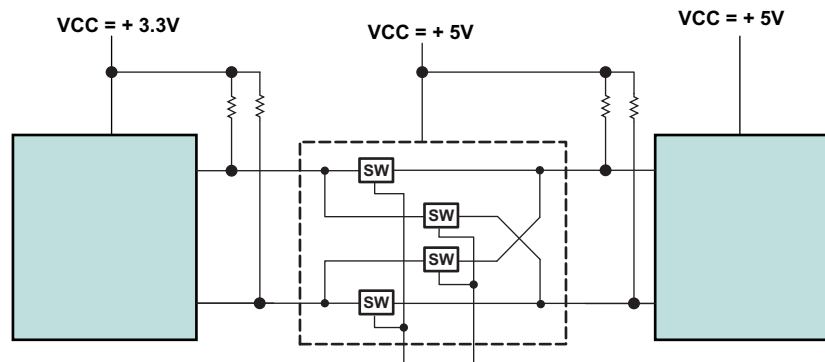 VCC = + 3.3V
VCC = + 5V
VCC = + 5V
SW
SW
SW
SW